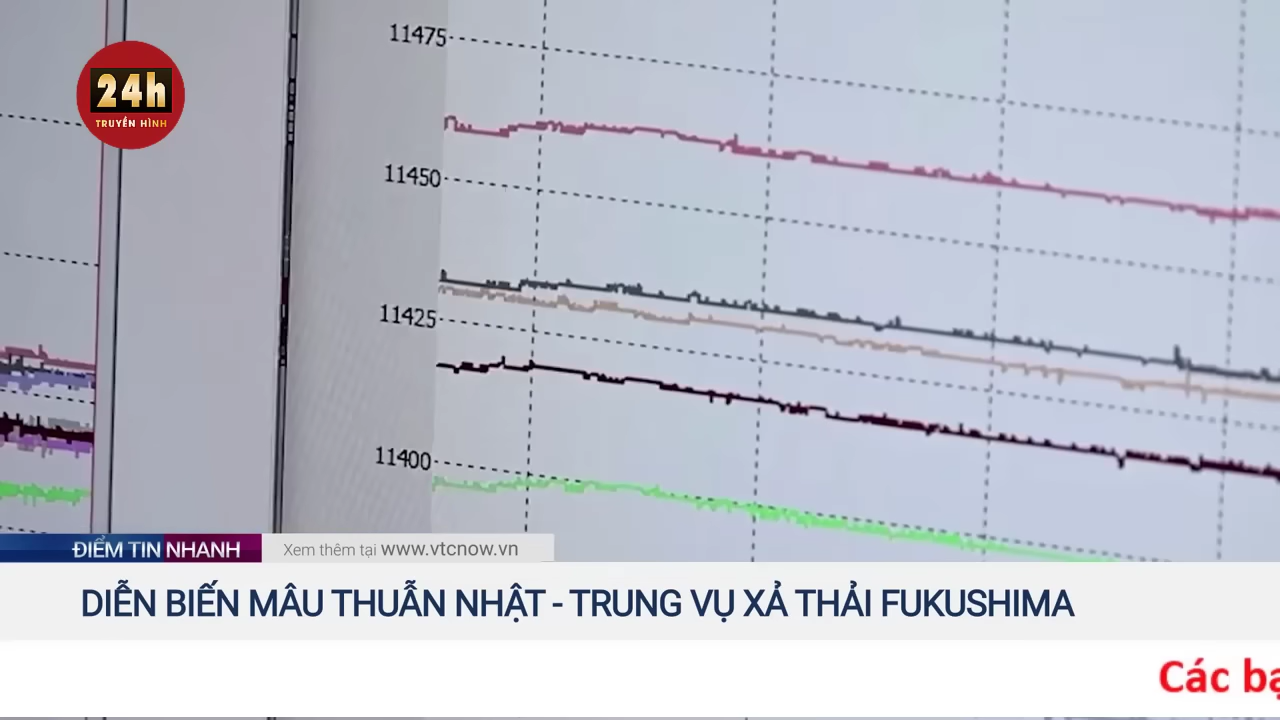 11475
24h
TRUYỀN HÌNH
11450
11425
11400
ĐIỂM TIN NHANH
Xem thêm tại www.vtcnow.vn
DIỄN BIẾN MÂU THUẪN NHẬT - TRUNG VỤ XẢ THẢI FUKUSHIMA
Các